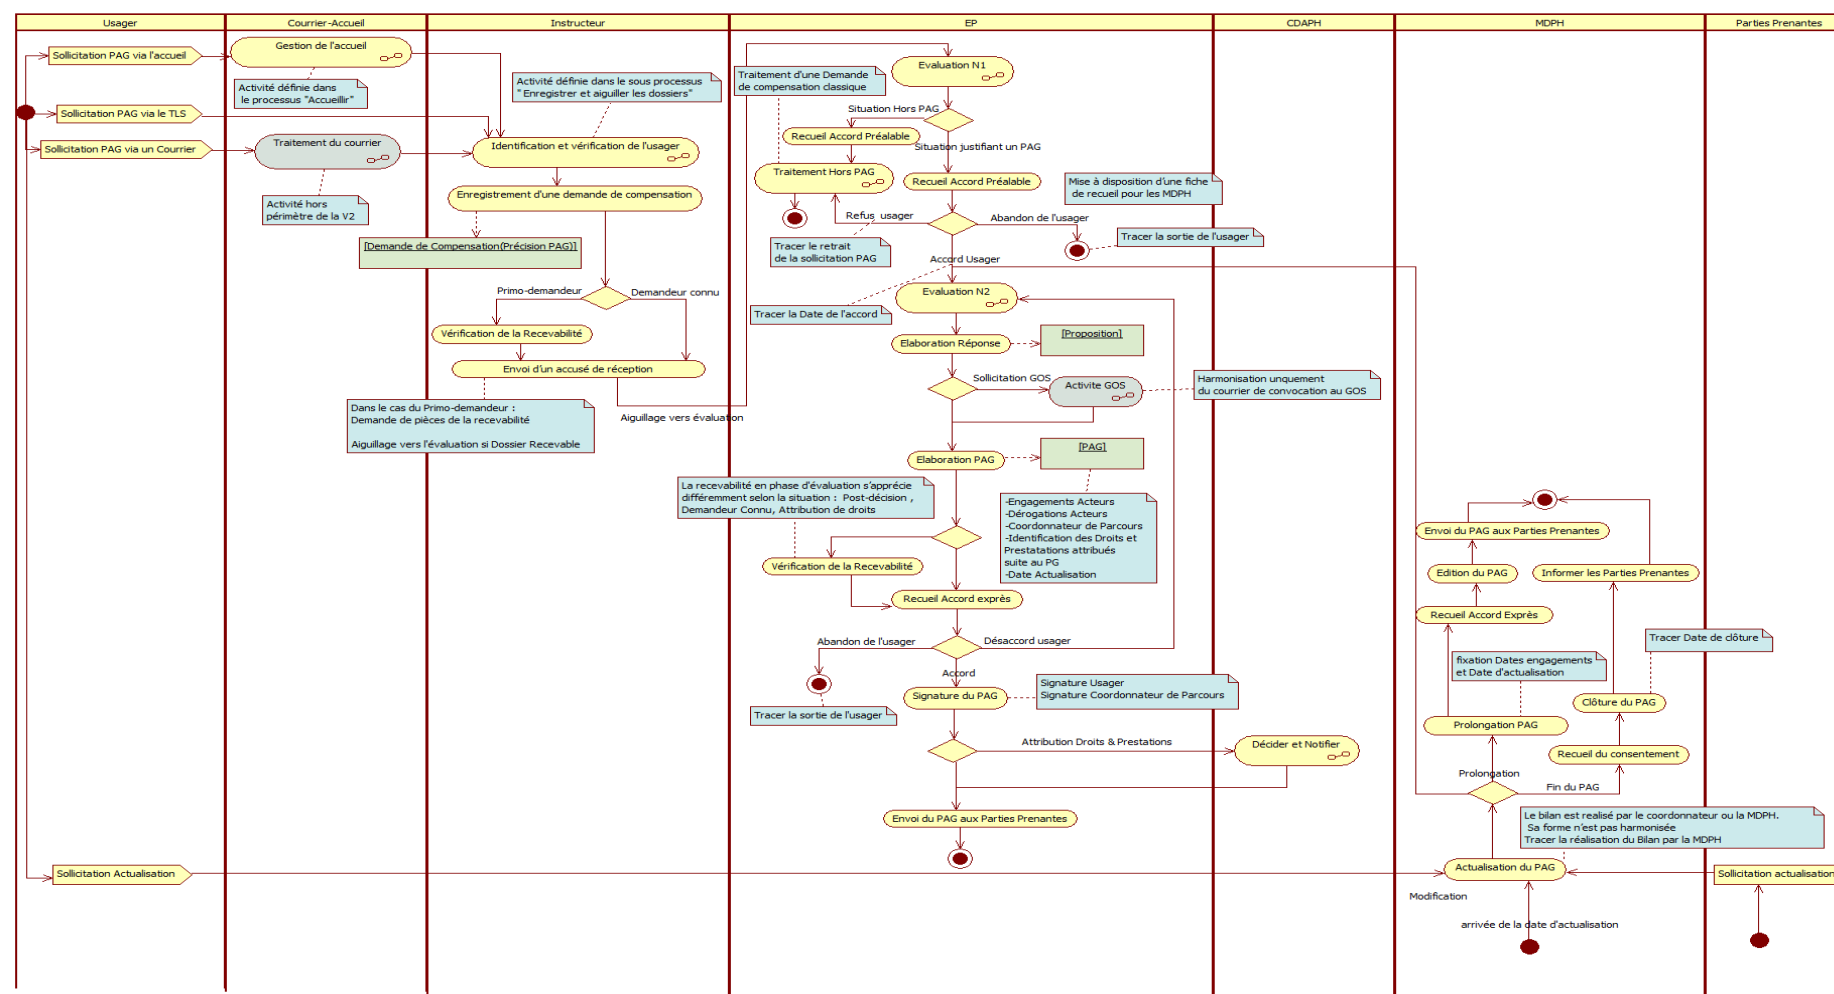 Usager
Courrier-Accueil
Instructeur
EP
CDAPH
MDPH
Parties Prenantes
Sollicitation PAG via l'accueil
Sollicitation PAG via le TLS
Sollicitation PAG via un Courrier
Sollicitation Actualisation
Gestion de l'accueil
Activité définie dans
le processus "Accueillir"
Traitement du courrier
Activité hors
périmètre de la V2
Activité définie dans le sous processus
" Enregistrer et aiguiller les dossiers"
Identification et vérification de l'usager
Enregistrement d'une demande de compensation
[Demande de Compensation(Précision PAG)]
Primo-demandeur
Demandeur connu
Vérification de la Recevabilité
Envoi d'un accusé de réception
Dans le cas du Primo-demandeur :
Demande de pièces de la recevabilité
Aiguillage vers l'évaluation si Dossier Recevable
Aiguillage vers évaluation
Traitement d'une Demande
de compensation classique
Evaluation N1
Situation Hors PAG
Recueil Accord Préalable
Situation justifiant un PAG
Traitement Hors PAG
Recueil Accord Préalable
Mise à disposition d'une fiche
de recueil pour les MDPH
Refus usager
Abandon de l'usager
Tracer la sortie de l'usager
Tracer le retrait
de la sollicitation PAG
Accord Usager
Evaluation N2
Tracer la Date de l'accord
Elaboration Réponse
[Proposition]
Sollicitation GOS
Activite GOS
Harmonisation unquement
du courrier de convocation au GOS
Elaboration PAG
[PAG]
La recevabilité en phase d'évaluation s'apprécie
différemment selon la situation : Post-décision ,
Demandeur Connu, Attribution de droits
-Engagements Acteurs
-Dérogations Acteurs
-Coordonnateur de Parcours
-Identification des Droits et
Prestatations attribués
suite au PG
-Date Actualisation
Vérification de la Recevabilité
Recueil Accord exprès
Abandon de l'usager
Désaccord usager
Accord
Signature du PAG
Signature Usager
Signature Coordonnateur de Parcours
Tracer la sortie de l'usager
Attribution Droits & Prestations
Décider et Notifier
Envoi du PAG aux Parties Prenantes
Envoi du PAG aux Parties Prenantes
Edition du PAG
Informer les Parties Prenantes
Recueil Accord Exprès
Tracer Date de clôture
fixation Dates engagements
et Date d'actualisation
Clôture du PAG
Prolongation PAG
Recueil du consentement
Prolongation
Fin du PAG
Le bilan est realisé par le coordonnateur ou la MDPH.
Sa forme n'est pas harmonisée
Tracer la réalisation du Bilan par la MDPH
Actualisation du PAG
Sollicitation actualisation
Modification
arrivée de la date d'actualisation